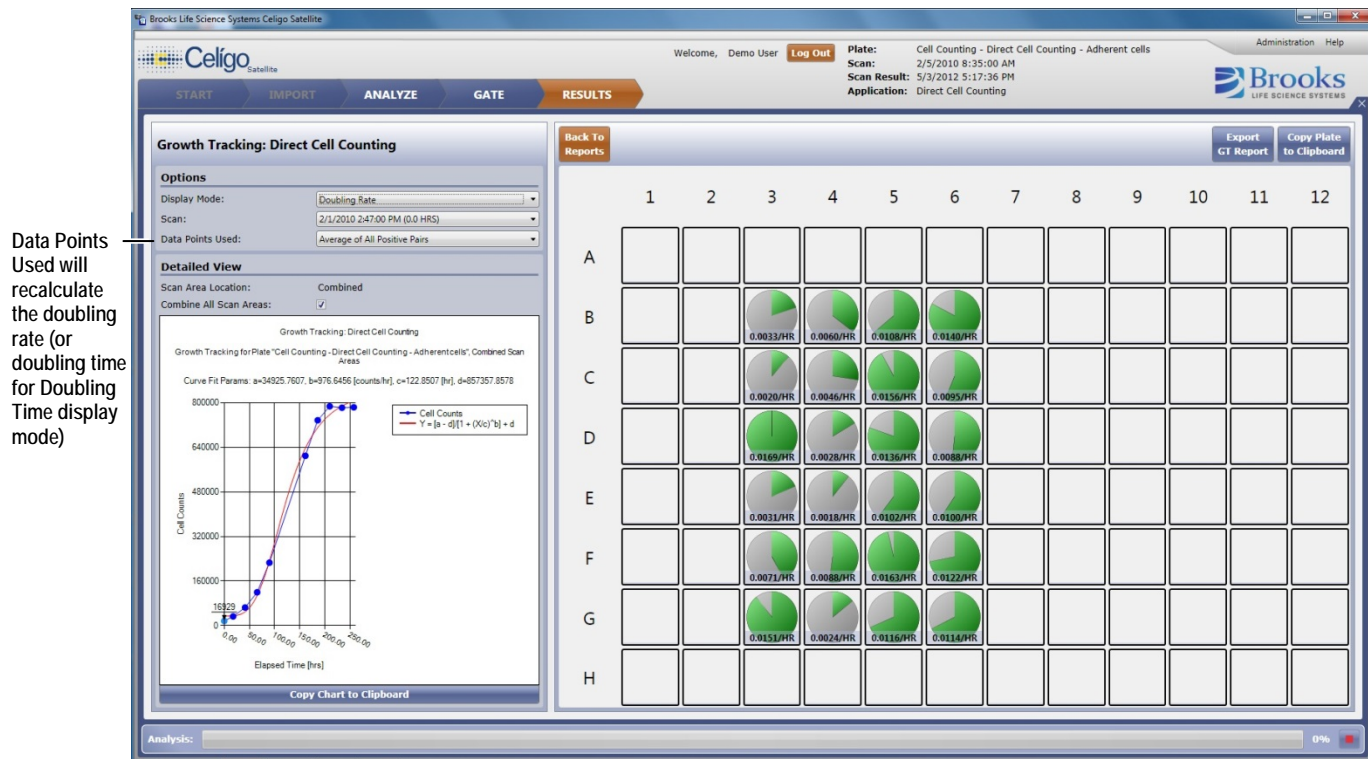 Brooks Life Science Systems Celigo Satellite
Celígo Satellite
Welcome, Demo User Log Out
Plate: Cell Counting - Direct Cell Counting - Adherent cells
Scan: 2/5/2010 8:35:00 AM
Scan Result: 5/3/2012 5:17:36 PM
Application: Direct Cell Counting
Administration Help
Brooks
LIFE SCIENCE SYSTEMS
START IMPORT ANALYZE GATE RESULTS
Growth Tracking: Direct Cell Counting
Options
Display Mode: Doubling Rate
Scan: 2/1/2010 2:47:00 PM (0.0 HRS)
Data Points Used: Average of All Positive Pairs
Data Points
Used will
recalculate
the doubling
rate (or
doubling time
for Doubling
Time display
mode)
Detailed View
Scan Area Location: Combined
Combine All Scan Areas:
Growth Tracking: Direct Cell Counting
Growth Tracking for Plate "Cell Counting - Direct Cell Counting - Adherent cells", Combined Scan
Areas
Curve Fit Params: a=34925.7607, b=976.6456 [counts/hr], c=122.8507 [hr], d=857357.8578
800000
640000
480000
320000
160000
0
16929
Cell Counts
Cell Counts
Y = [a - d]/[1 + (X/c)^b] + d
0.00 50.00 100.00 150.00 200.00 250.00
Elapsed Time [hrs]
Copy Chart to Clipboard
Back To
Reports
Export
GT Report
Copy Plate
to Clipboard
1 2 3 4 5 6 7 8 9 10 11 12
A
B
0.0033/HR 0.0060/HR 0.0108/HR 0.0140/HR
C
0.0020/HR 0.0046/HR 0.0156/HR 0.0095/HR
D
0.0169/HR 0.0028/HR 0.0136/HR 0.0088/HR
E
0.0031/HR 0.0018/HR 0.0102/HR 0.0100/HR
F
0.0071/HR 0.0088/HR 0.0163/HR 0.0122/HR
G
0.0151/HR 0.0024/HR 0.0116/HR 0.0114/HR
H
Analysis: 0%